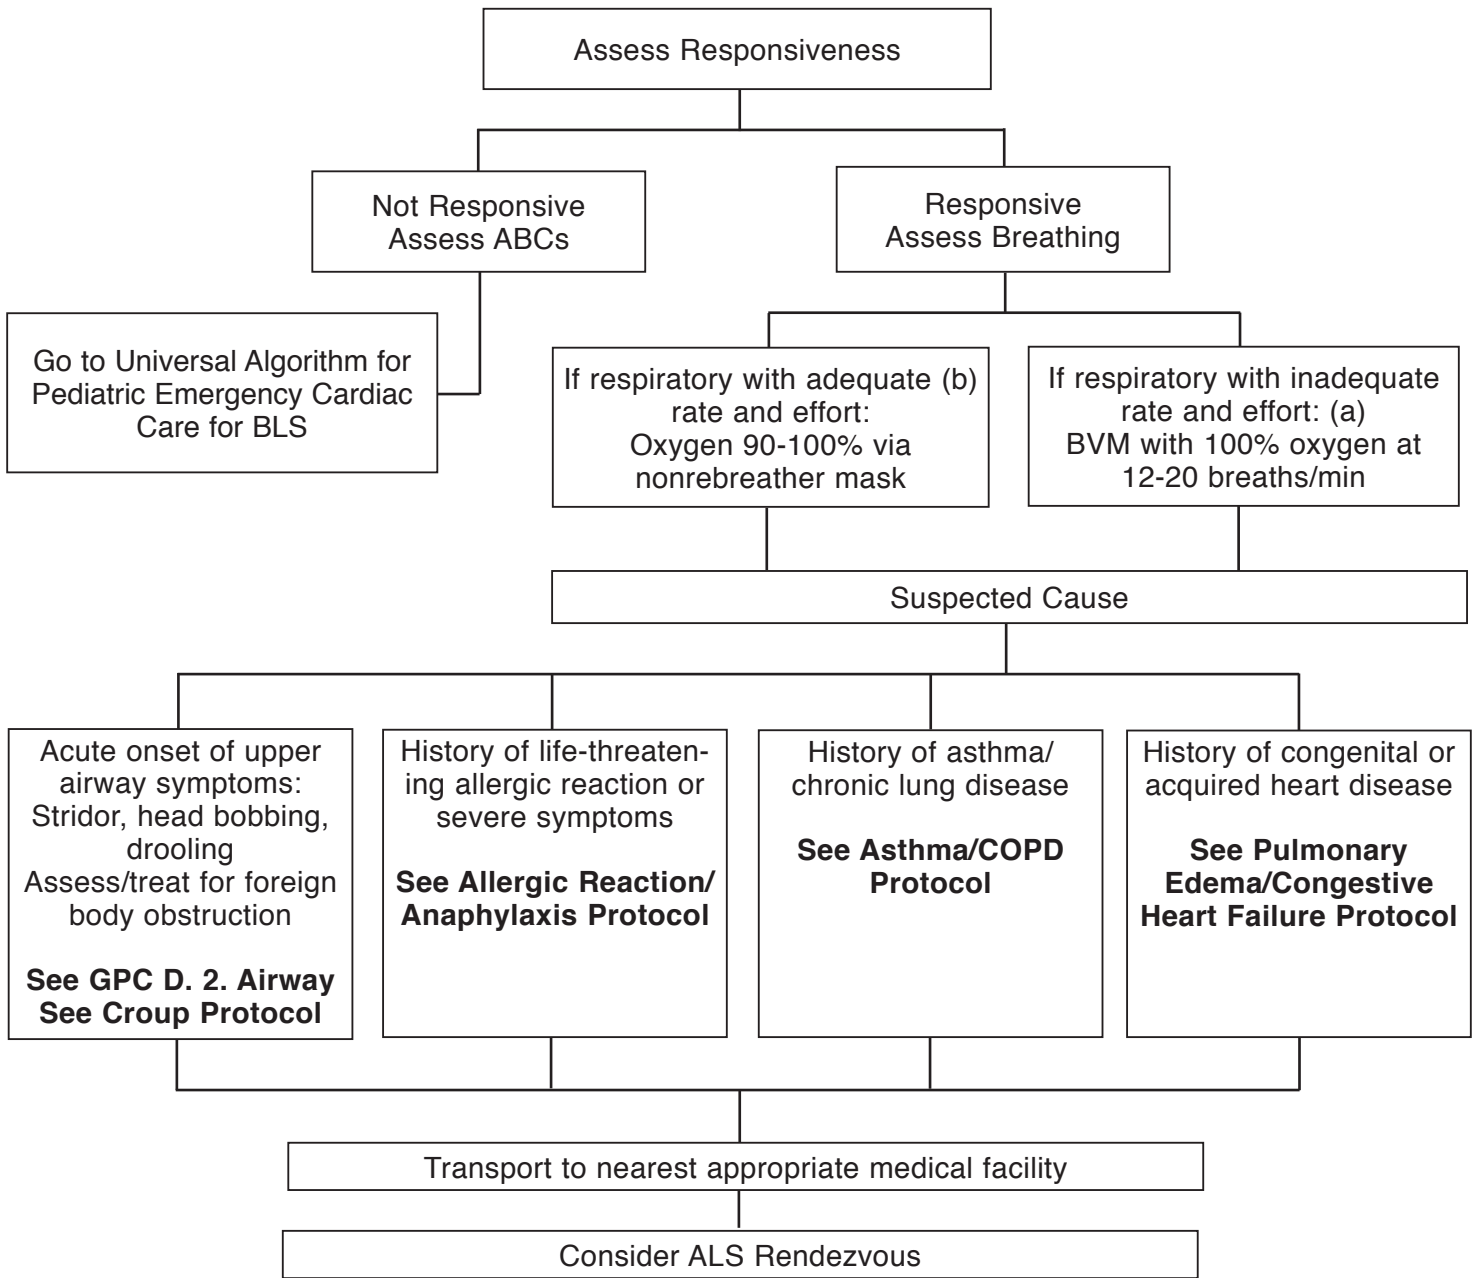 Assess Responsiveness
Not Responsive
Assess ABCs
Responsive
Assess Breathing
Go to Universal Algorithm for
Pediatric Emergency Cardiac
Care for BLS
If respiratory with adequate (b)
rate and effort:
Oxygen 90-100% via
nonrebreather mask
If respiratory with inadequate
rate and effort: (a)
BVM with 100% oxygen at
12-20 breaths/min
Suspected Cause
Acute onset of upper
airway symptoms:
Stridor, head bobbing,
drooling
Assess/treat for foreign
body obstruction
See GPC D. 2. Airway
See Croup Protocol
History of life-threaten-
ing allergic reaction or
severe symptoms
See Allergic Reaction/
Anaphylaxis Protocol
History of asthma/
chronic lung disease
See Asthma/COPD
Protocol
History of congenital or
acquired heart disease
See Pulmonary
Edema/Congestive
Heart Failure Protocol
Transport to nearest appropriate medical facility
Consider ALS Rendezvous